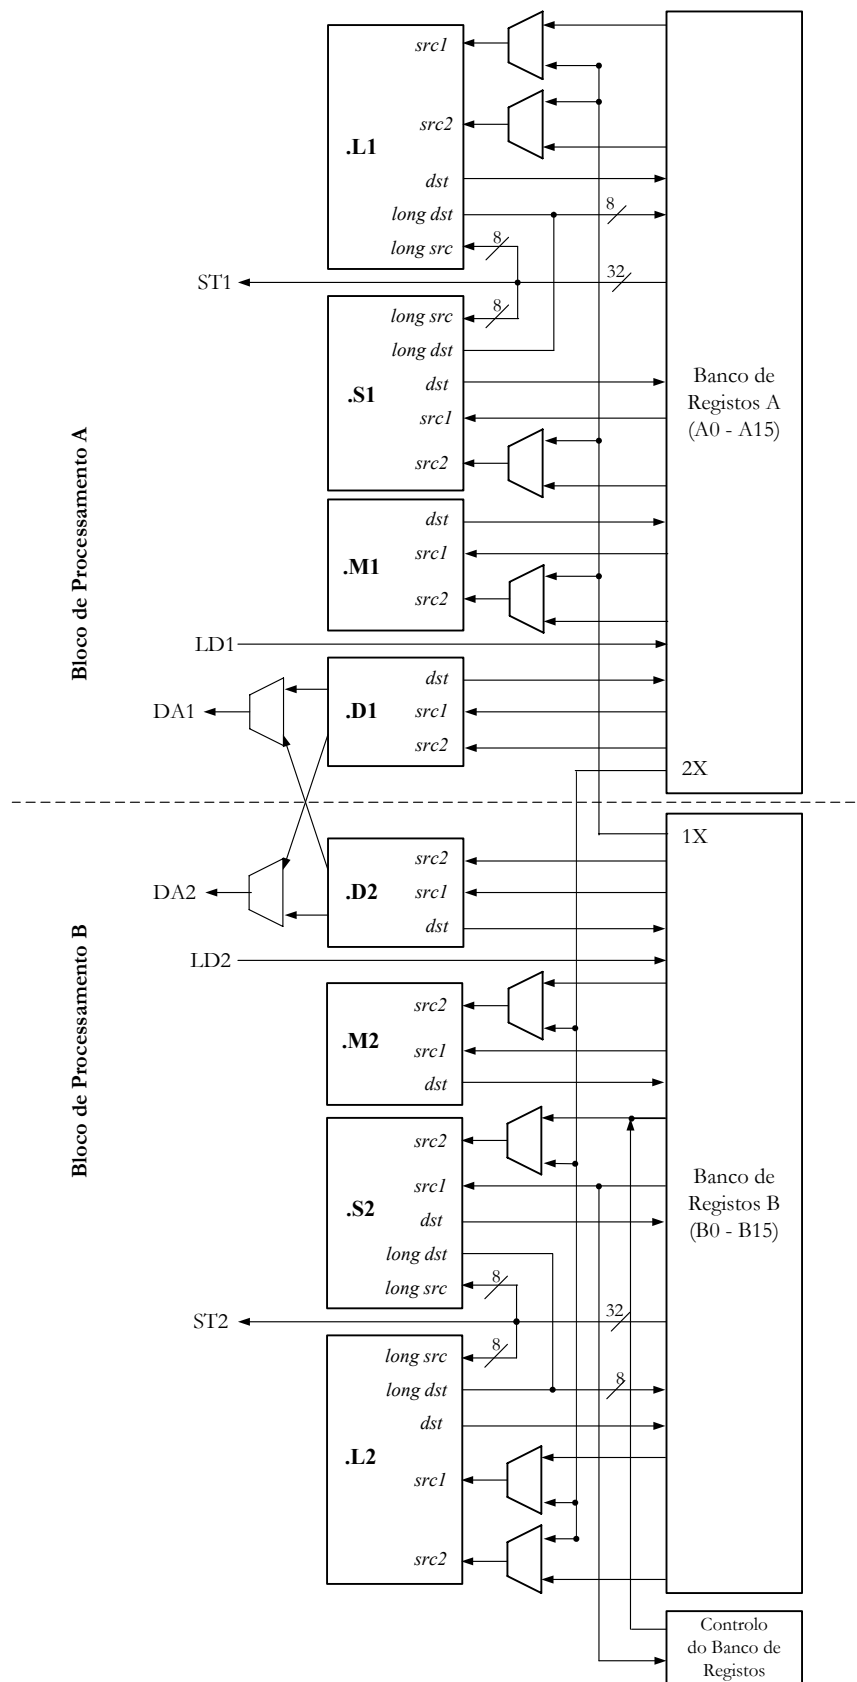 src1
src2
.L1
dst
long dst
8
long src
8
ST1
32
long src
8
long dst
dst
.S1
src1
src2
Banco de
Registos A
(A0 - A15)
Bloco de Processamento A
dst
src1
.M1
src2
LD1
dst
.D1
src1
src2
DA1
2X
1X
src2
.D2
src1
dst
DA2
LD2
Bloco de Processamento B
src2
.M2
src1
dst
src2
src1
.S2
dst
long dst
long src
8
Banco de
Registos B
(B0 - B15)
ST2
32
long src
8
long dst
8
dst
.L2
src1
src2
Controlo
do Banco de
Registos